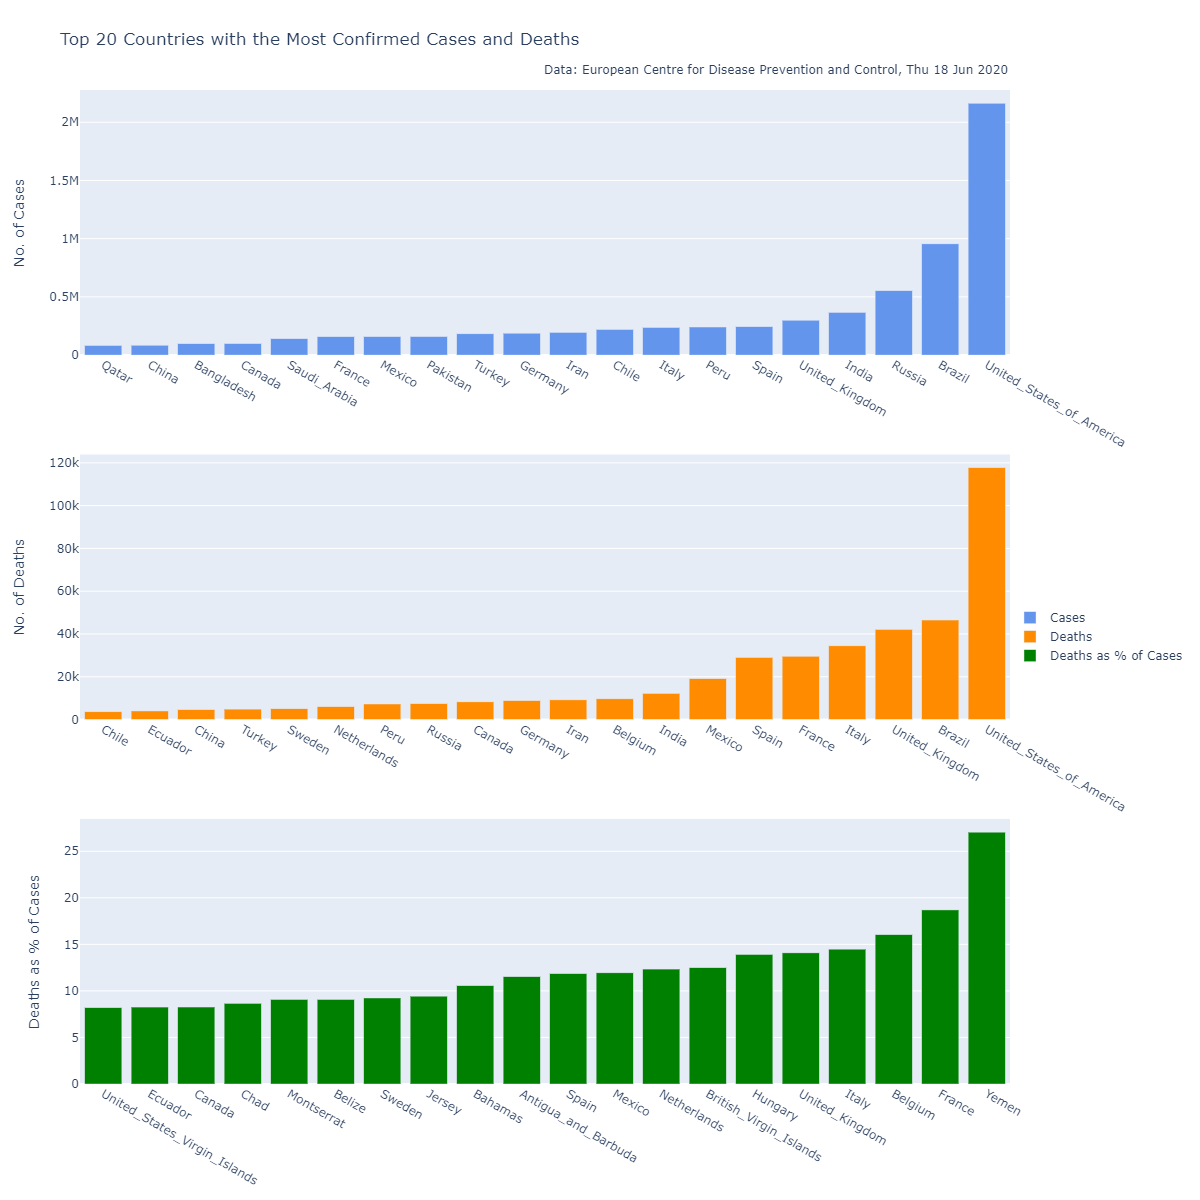 Top 20 Countries with the Most Confirmed Cases and Deaths
Data: European Centre for Disease Prevention and Control, Thu 18 Jun 2020
No. of Cases
2M
1.5M
1M
0.5M
0
Qatar
China
Bangladesh
Canada
Saudi_Arabia
France
Mexico
Pakistan
Turkey
Germany
Iran
Chile
Italy
Peru
Spain
United_Kingdom
India
Russia
Brazil
United_States_of_America
No. of Deaths
120k
100k
80k
60k
40k
20k
0
Chile
Ecuador
China
Turkey
Sweden
Netherlands
Peru
Russia
Canada
Germany
Iran
Belgium
India
Mexico
Spain
France
Italy
United_Kingdom
Brazil
United_States_of_America
Cases
Deaths
Deaths as % of Cases
Deaths as % of Cases
25
20
15
10
5
0
United_States_Virgin_Islands
Ecuador
Canada
Chad
Montserrat
Belize
Sweden
Jersey
Bahamas
Antigua_and_Barbuda
Spain
Mexico
Netherlands
British_Virgin_Islands
Hungary
United_Kingdom
Italy
Belgium
France
Yemen